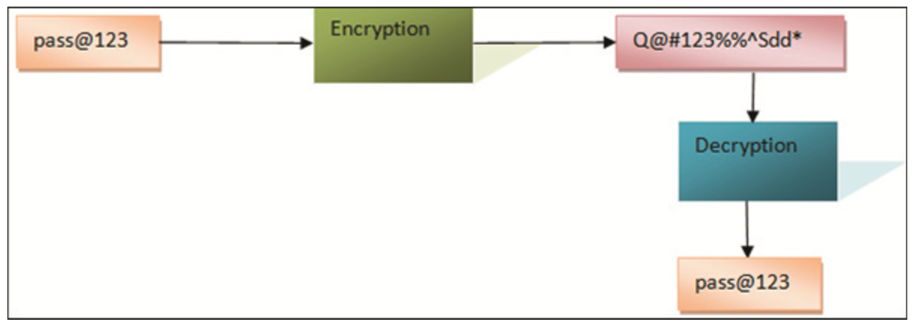 pass@123
Encryption
Q@#123%%^Sdd*
Decryption
pass@123